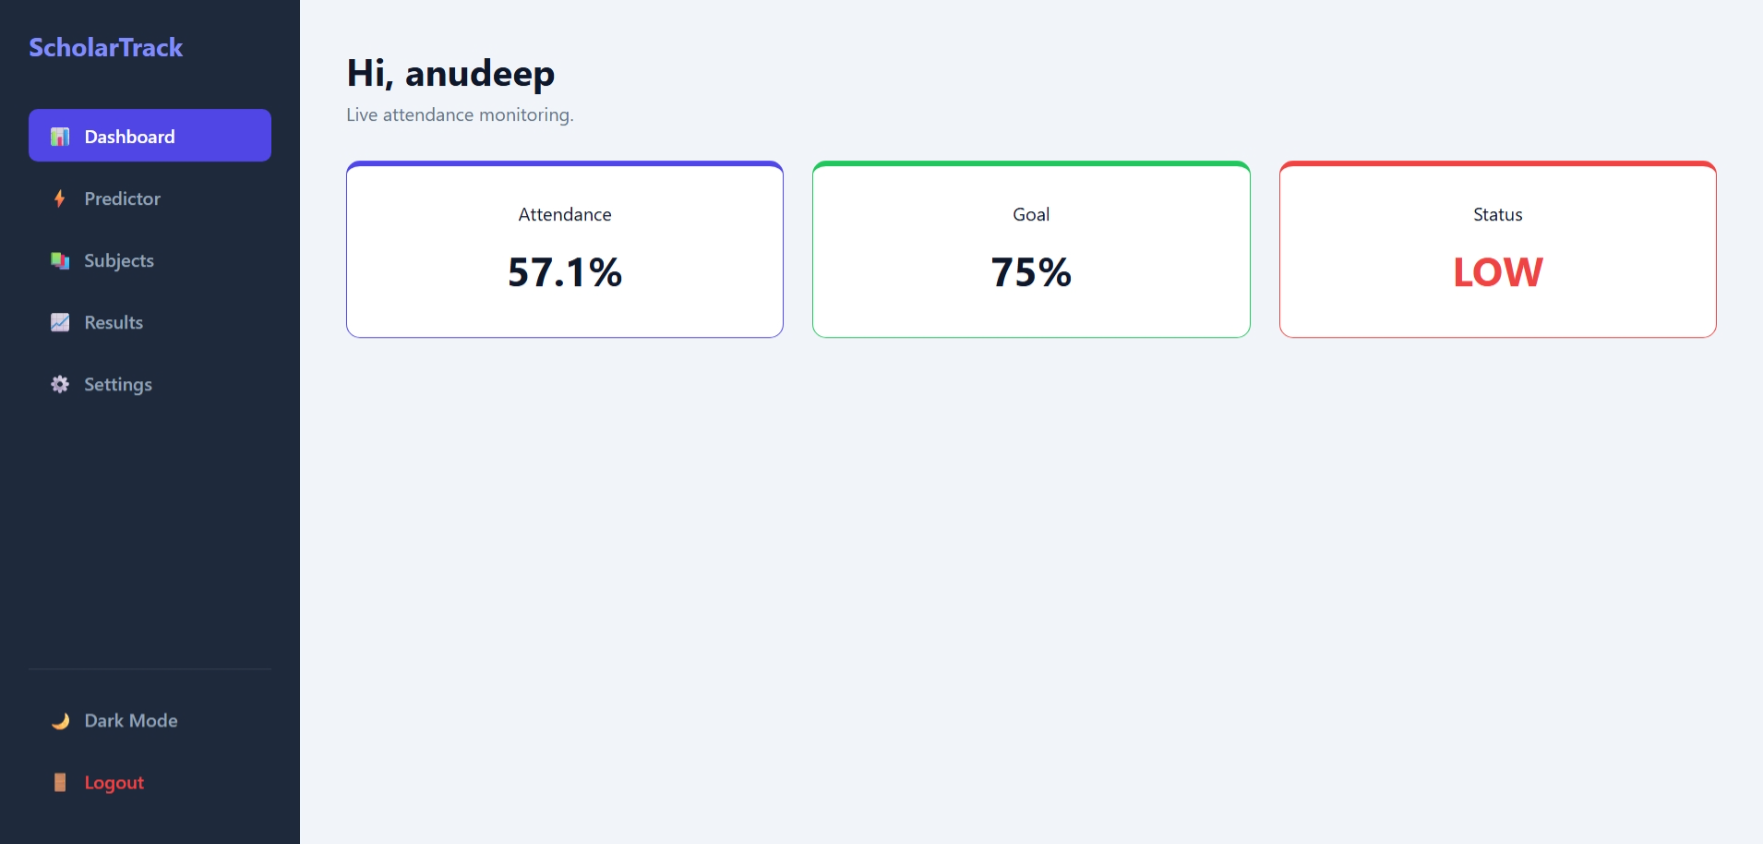 ScholarTrack
Dashboard
Predictor
Subjects
Results
Settings
Dark Mode
Logout
Hi, anudeep
Live attendance monitoring.
Attendance
57.1%
Goal
75%
Status
LOW